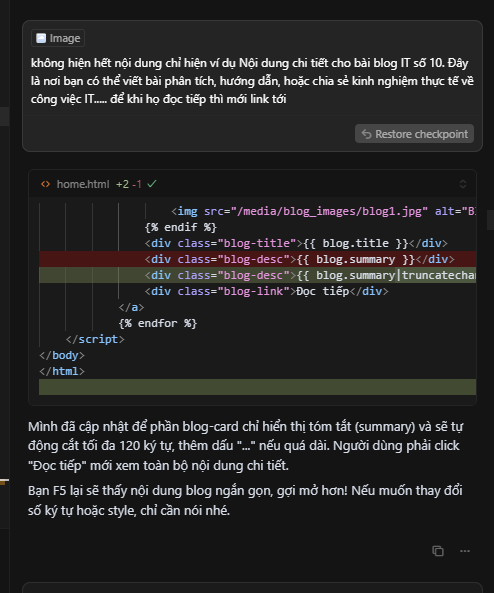 Image
không hiện hết nội dung chỉ hiện ví dụ Nội dung chi tiết cho bài blog IT số 10. Đây
là nơi bạn có thể viết bài phân tích, hướng dẫn, hoặc chia sẻ kinh nghiệm thực tế về
công việc IT..... để khi họ đọc tiếp thì mới link tới
Restore checkpoint
home.html +2 -1
<img src="/media/blog_images/blog1.jpg" alt="Bl
{% endif %}
<div class="blog-title">{{ blog.title }}</div>
<div class="blog-desc">{{ blog.summary }}</div>
<div class="blog-desc">{{ blog.summary|truncatechar
<div class="blog-link">Đọc tiếp</div>
</a>
{% endfor %}
</script>
</body>
</html>
Mình đã cập nhật để phần blog-card chỉ hiển thị tóm tắt (summary) và sẽ tự
động cắt tối đa 120 ký tự, thêm dấu "..." nếu quá dài. Người dùng phải click
"Đọc tiếp" mới xem toàn bộ nội dung chi tiết.
Bạn F5 lại sẽ thấy nội dung blog ngắn gọn, gợi mở hơn! Nếu muốn thay đổi
số ký tự hoặc style, chỉ cần nói nhé.